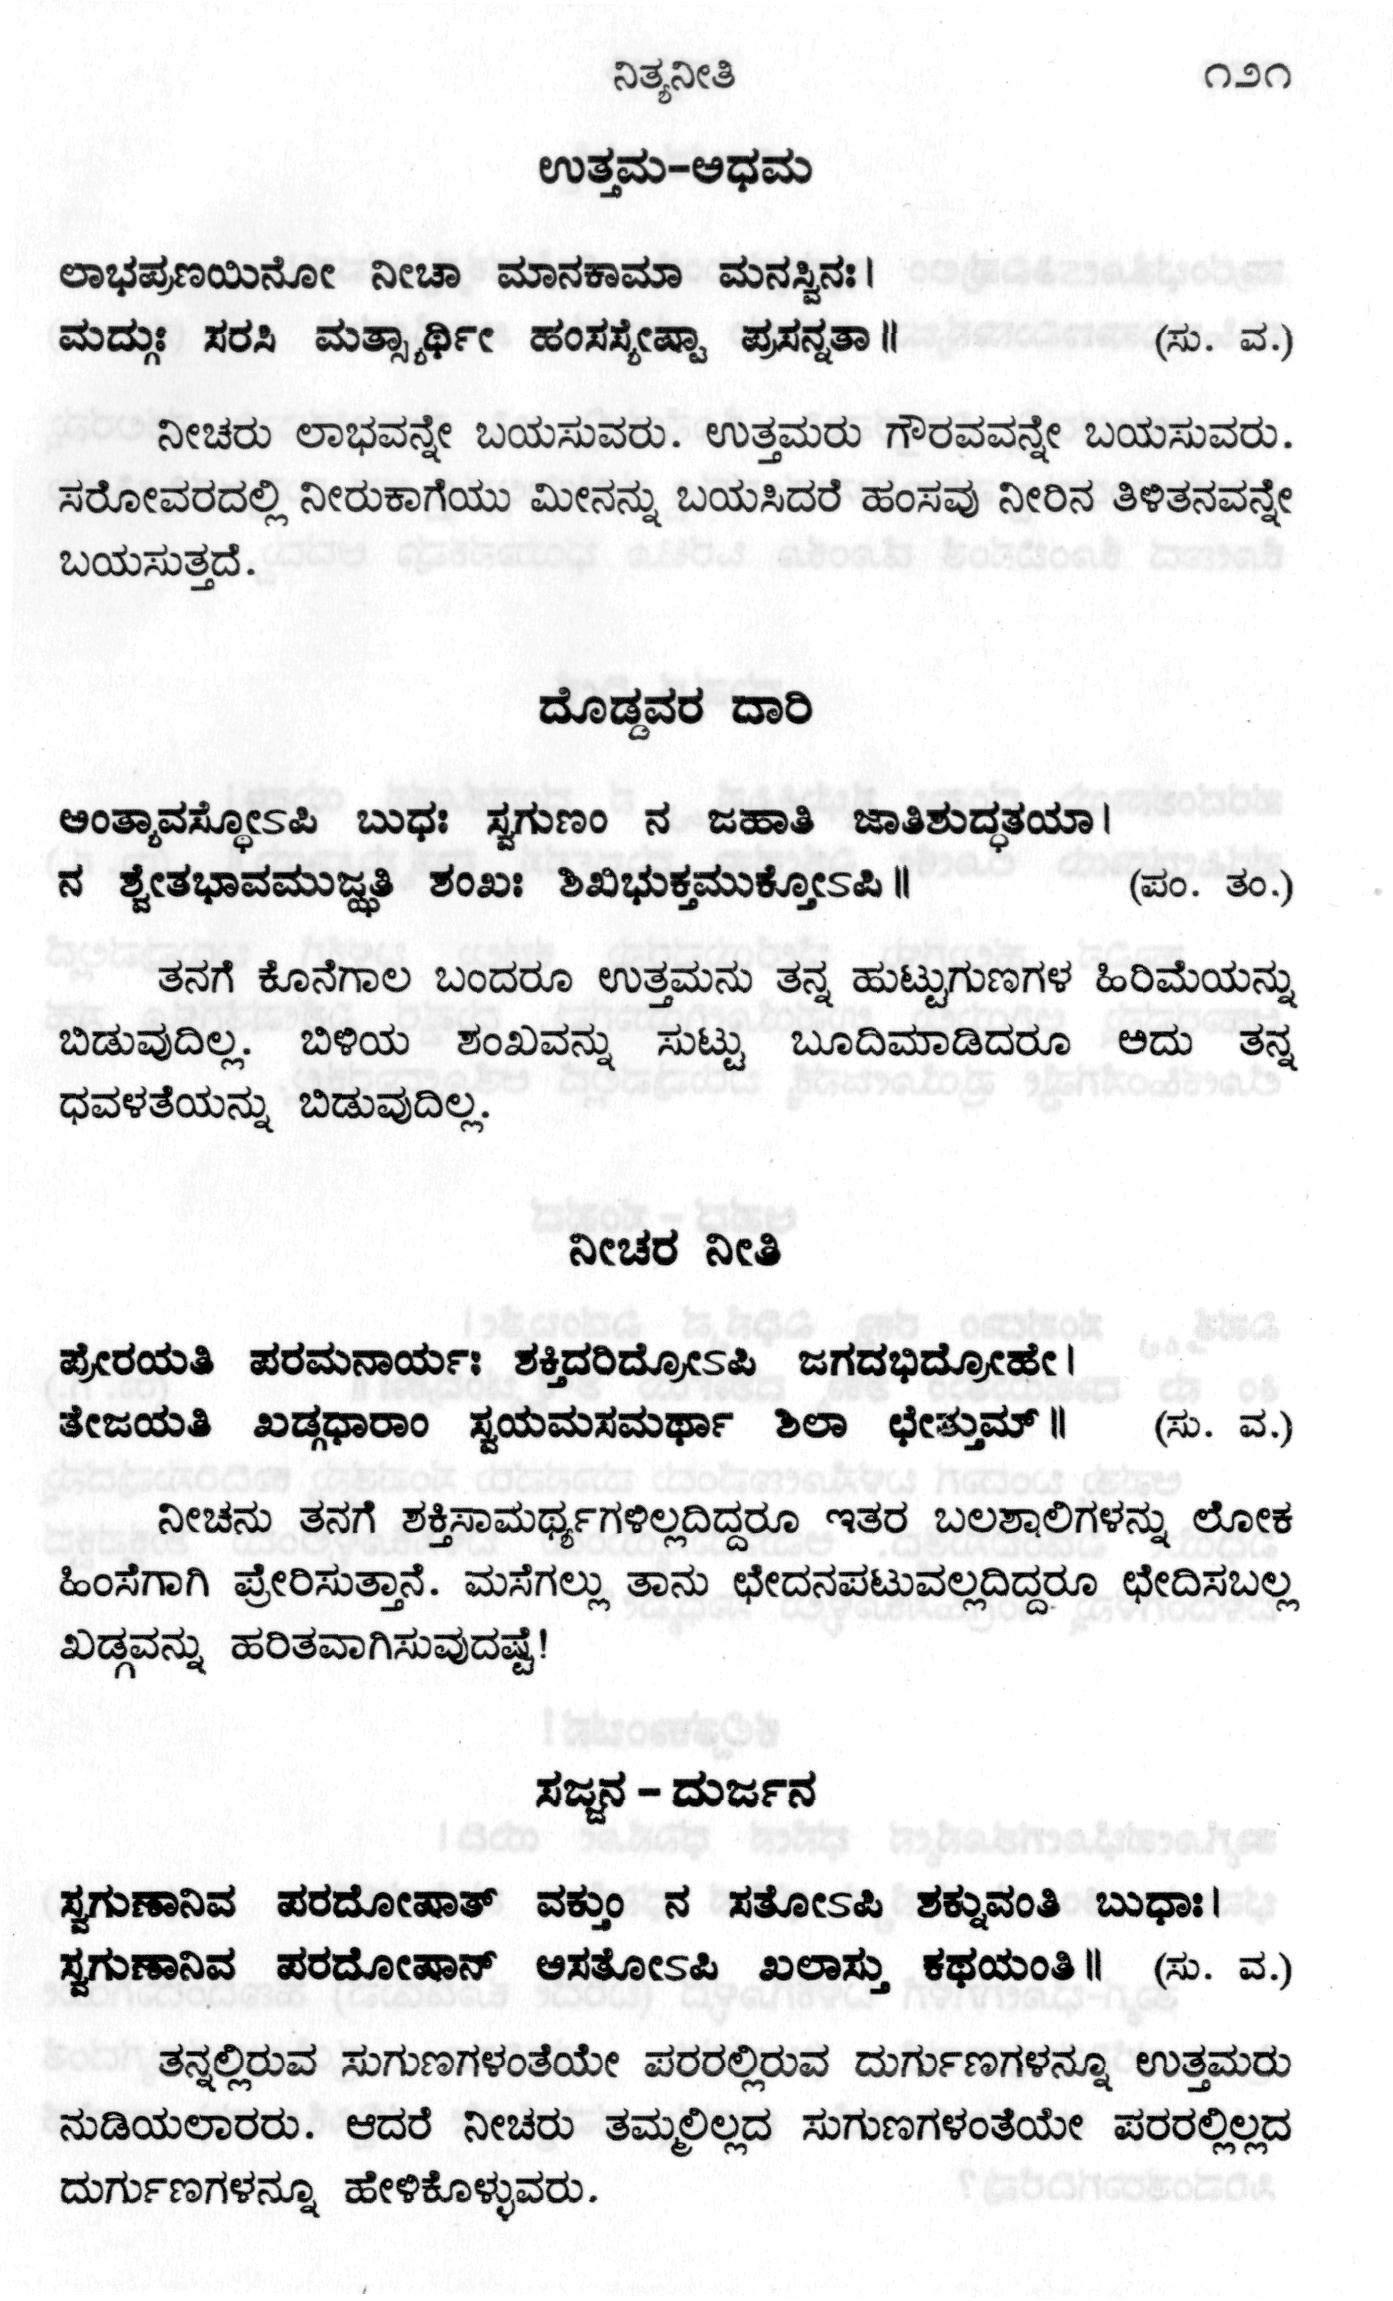 ನಿತ್ಯನೀತಿ ೧೨೧
ಉತ್ತಮ-ಅಧಮ
ಲಾಭಪ್ರಣಯಿನೋ ನೀಚಾ ಮಾನಕಾಮಾ ಮನಸ್ವಿನಃ।
ಮದ್ಗುಃ ಸರಸಿ ಮತ್ಸ್ಯಾರ್ಥೀ ಹಂಸಸ್ಯೇಷ್ಟಾ ಪ್ರಸನ್ನತಾ॥ (ಸು. ವ.)
ನೀಚರು ಲಾಭವನ್ನೇ ಬಯಸುವರು. ಉತ್ತಮರು ಗೌರವವನ್ನೇ ಬಯಸುವರು.
ಸರೋವರದಲ್ಲಿ ನೀರುಕಾಗೆಯು ಮೀನನ್ನು ಬಯಸಿದರೆ ಹಂಸವು ನೀರಿನ ತಿಳಿತನವನ್ನೇ
ಬಯಸುತ್ತದೆ.
ದೊಡ್ಡವರ ದಾರಿ
ಅಂತ್ಯಾವಸ್ಥೋಽಪಿ ಬುಧಃ ಸ್ವಗುಣಂ ನ ಜಹಾತಿ ಜಾತಿಶುದ್ಧತಯಾ।
ನ ಶ್ವೇತಭಾವಮುಜ್ಝತಿ ಶಂಖಃ ಶಿಖಿಭುಕ್ತಮುಕ್ತೋಽಪಿ॥ (ಪಂ. ತಂ.)
ತನಗೆ ಕೊನೆಗಾಲ ಬಂದರೂ ಉತ್ತಮನು ತನ್ನ ಹುಟ್ಟುಗುಣಗಳ ಹಿರಿಮೆಯನ್ನು
ಬಿಡುವುದಿಲ್ಲ. ಬಿಳಿಯ ಶಂಖವನ್ನು ಸುಟ್ಟು ಬೂದಿಮಾಡಿದರೂ ಅದು ತನ್ನ
ಧವಳತೆಯನ್ನು ಬಿಡುವುದಿಲ್ಲ.
ನೀಚರ ನೀತಿ
ಪ್ರೇರಯತಿ ಪರಮನಾರ್ಯಃ ಶಕ್ತಿದರಿದ್ರೋಽಪಿ ಜಗದಭಿದ್ರೋಹೇ।
ತೇಜಯತಿ ಖಡ್ಗಧಾರಾಂ ಸ್ವಯಮಸಮರ್ಥಾ ಶಿಲಾ ಛೇತ್ತುಮ್॥ (ಸು. ವ.)
ನೀಚನು ತನಗೆ ಶಕ್ತಿಸಾಮರ್ಥ್ಯಗಳಿಲ್ಲದಿದ್ದರೂ ಇತರ ಬಲಶಾಲಿಗಳನ್ನು ಲೋಕ
ಹಿಂಸೆಗಾಗಿ ಪ್ರೇರಿಸುತ್ತಾನೆ. ಮಸೆಗಲ್ಲು ತಾನು ಛೇದನಪಟುವಲ್ಲದಿದ್ದರೂ ಛೇದಿಸಬಲ್ಲ
ಖಡ್ಗವನ್ನು ಹರಿತವಾಗಿಸುವುದಷ್ಟೆ!
ಸಜ್ಜನ - ದುರ್ಜನ
ಸ್ವಗುಣಾನಿವ ಪರದೋಷಾತ್ ವಕ್ತುಂ ನ ಸತೋಽಪಿ ಶಕ್ನುವಂತಿ ಬುಧಾಃ।
ಸ್ವಗುಣಾನಿವ ಪರದೋಷಾನ್ ಅಸತೋಽಪಿ ಖಲಾಸ್ತು ಕಥಯಂತಿ॥ (ಸು. ವ.)
ತನ್ನಲ್ಲಿರುವ ಸುಗುಣಗಳಂತೆಯೇ ಪರರಲ್ಲಿರುವ ದುರ್ಗುಣಗಳನ್ನೂ ಉತ್ತಮರು
ನುಡಿಯಲಾರರು. ಆದರೆ ನೀಚರು ತಮ್ಮಲ್ಲಿಲ್ಲದ ಸುಗುಣಗಳಂತೆಯೇ ಪರರಲ್ಲಿಲ್ಲದ
ದುರ್ಗುಣಗಳನ್ನೂ ಹೇಳಿಕೊಳ್ಳುವರು.